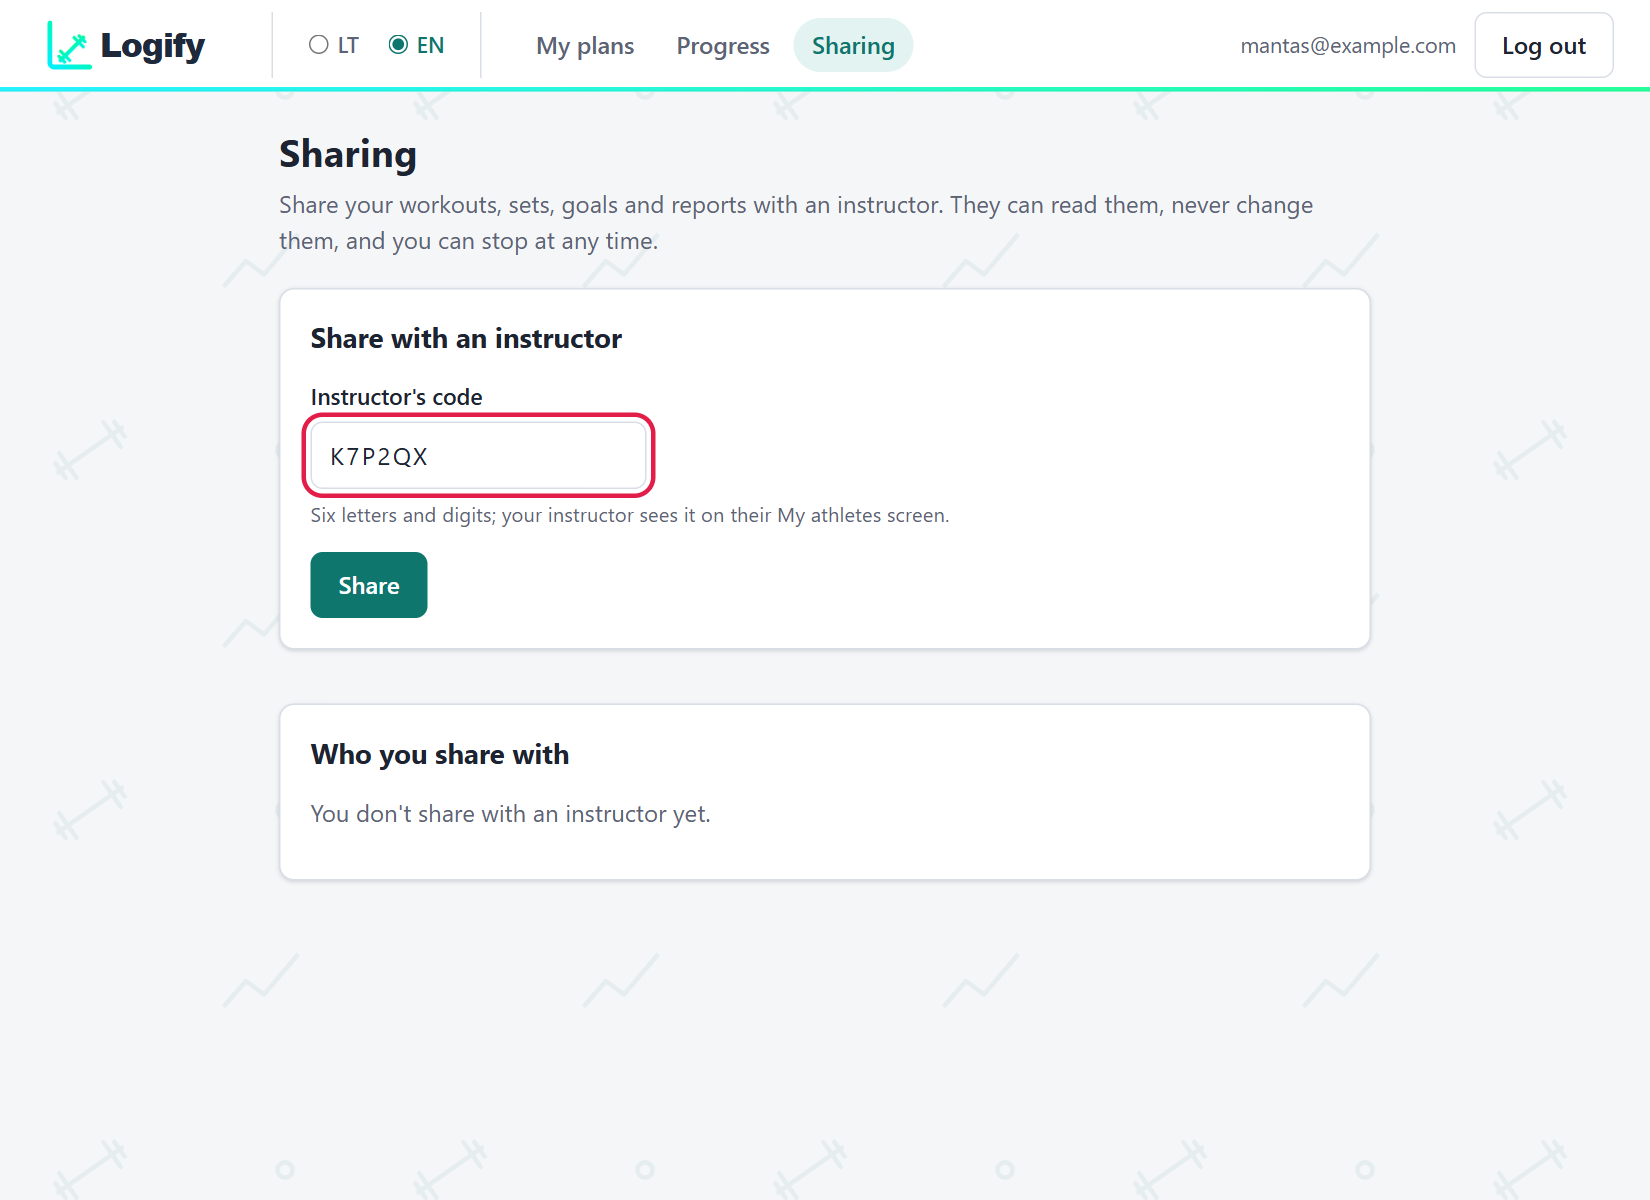 Logify
LT
EN
My plans
Progress
Sharing
mantas@example.com
Log out
Sharing
Share your workouts, sets, goals and reports with an instructor. They can read them, never change
them, and you can stop at any time.
Share with an instructor
Instructor's code
K7P2QX
Six letters and digits; your instructor sees it on their My athletes screen.
Share
Who you share with
You don't share with an instructor yet.